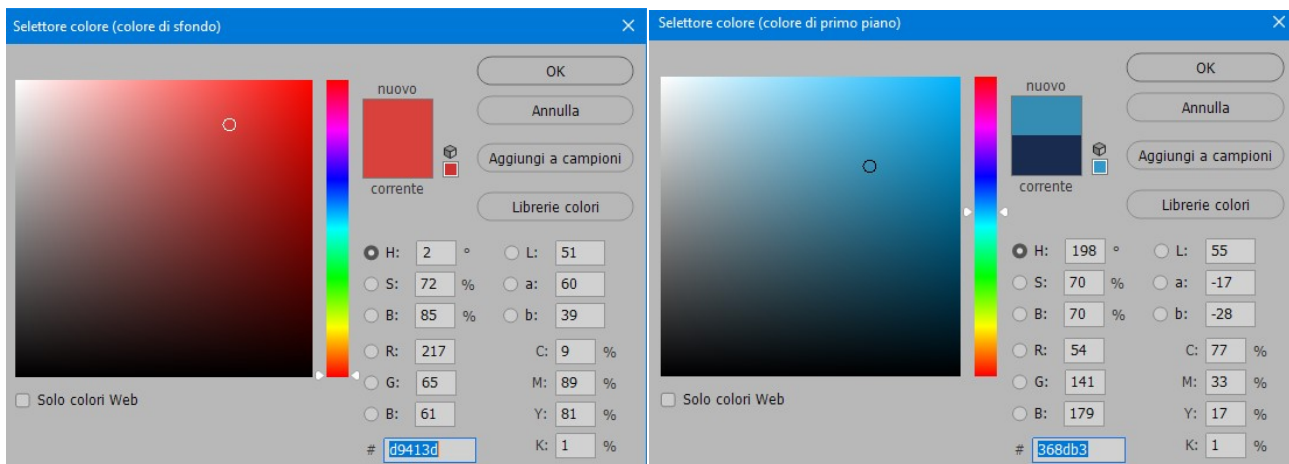 Selettore colore (colore di sfondo)
nuovo
corrente
OK
Annulla
Aggiungi a campioni
Librerie colori
H: 2 ° L: 51
S: 72 % a: 60
B: 85 % b: 39
R: 217 C: 9 %
G: 65 M: 89 %
B: 61 Y: 81 %
# d9413d K: 1 %
Solo colori Web
Selettore colore (colore di primo piano)
nuovo
corrente
OK
Annulla
Aggiungi a campioni
Librerie colori
H: 198 ° L: 55
S: 70 % a: -17
B: 70 % b: -28
R: 54 C: 77 %
G: 141 M: 33 %
B: 179 Y: 17 %
# 368db3 K: 1 %
Solo colori Web